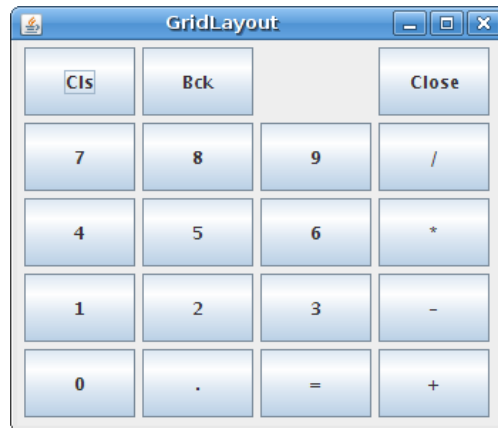 GridLayout
Cls Bck Close
7 8 9 /
4 5 6 *
1 2 3 -
0 . = +